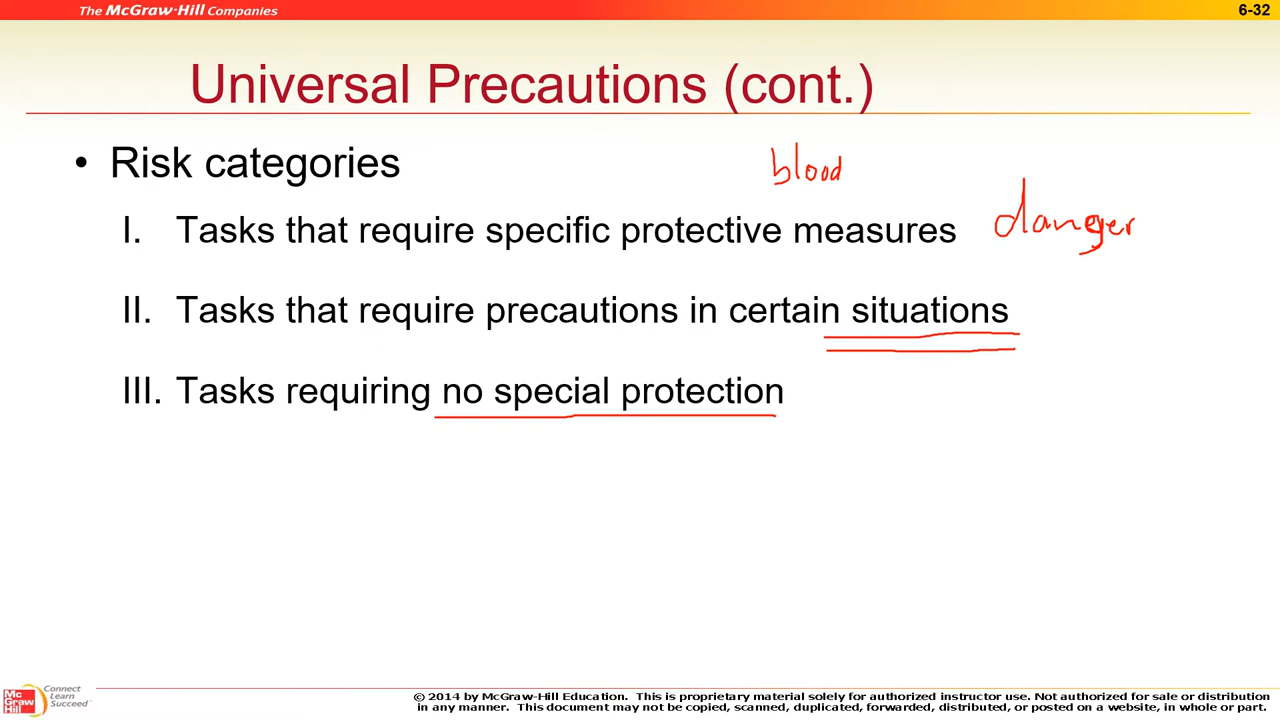 The McGraw·Hill Companies
6-32
Universal Precautions (cont.)
• Risk categories
blood
I. Tasks that require specific protective measures
danger
II. Tasks that require precautions in certain situations
III. Tasks requiring no special protection
Mc
Graw
Hill
Connect
Learn
Succeed™
© 2014 by McGraw-Hill Education. This is proprietary material solely for authorized instructor use. Not authorized for sale or distribution
in any manner. This document may not be copied, scanned, duplicated, forwarded, distributed, or posted on a website, in whole or part.